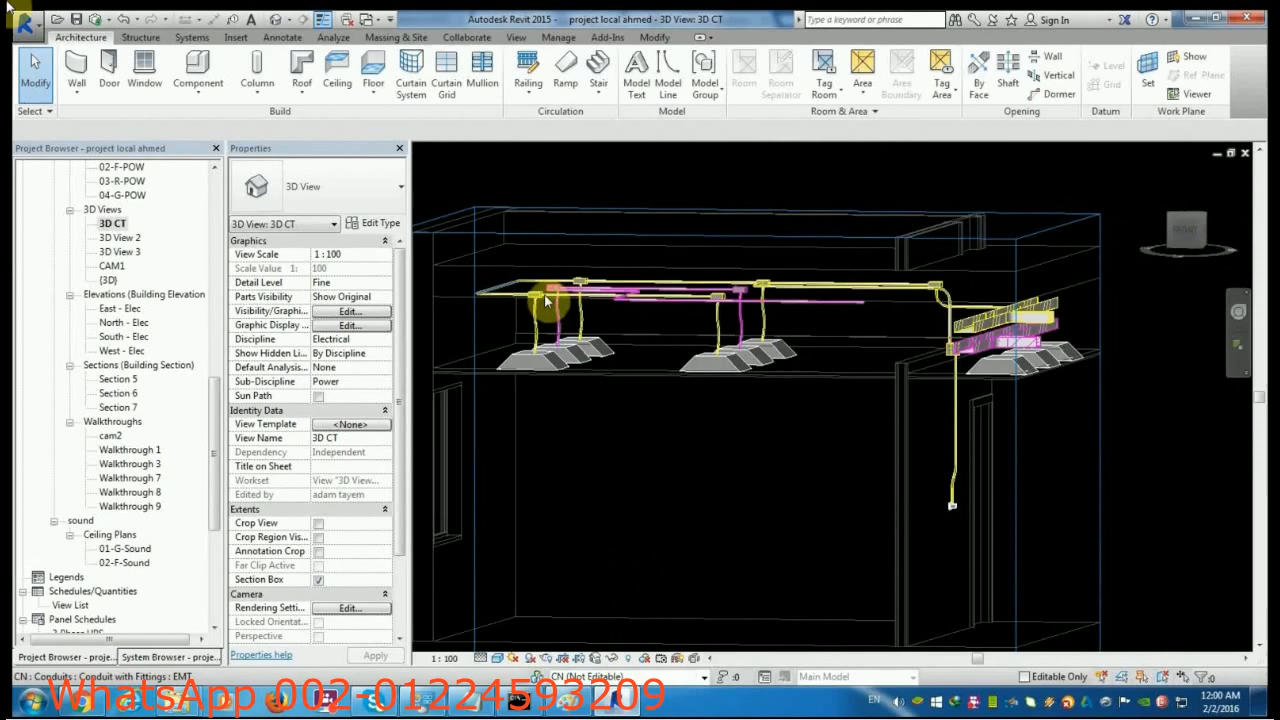 Autodesk Revit 2015 - project local ahmed - 3D View: 3D CT
Type a keyword or phrase
Sign In
Architecture Structure Systems Insert Annotate Analyze Massing & Site Collaborate View Manage Add-Ins Modify
Modify Wall Door Window Component Column Roof Ceiling Floor Curtain System Curtain Grid Mullion Railing Ramp Stair Model Text Model Line Model Group Room Room Separator Tag Room Area Area Boundary Tag Area By Face Shaft Wall Vertical Dormer Level Grid Set Show Ref Plane Viewer
Select Build Circulation Model Room & Area Opening Datum Work Plane
Project Browser - project local ahmed
02-F-POW
03-R-POW
04-G-POW
3D Views
3D CT
3D View 2
3D View 3
CAM1
{3D}
Elevations (Building Elevation
East - Elec
North - Elec
South - Elec
West - Elec
Sections (Building Section)
Section 5
Section 6
Section 7
Walkthroughs
cam2
Walkthrough 1
Walkthrough 3
Walkthrough 7
Walkthrough 8
Walkthrough 9
sound
Ceiling Plans
01-G-Sound
02-F-Sound
Legends
Schedules/Quantities
View List
Panel Schedules
Project Browser - proje... System Browser - proje...
Properties
3D View
3D View: 3D CT Edit Type
Graphics
View Scale 1 : 100
Scale Value 1: 100
Detail Level Fine
Parts Visibility Show Original
Visibility/Graphi... Edit...
Graphic Display ... Edit...
Discipline Electrical
Show Hidden Li... By Discipline
Default Analysi... None
Sub-Discipline Power
Sun Path
Identity Data
View Template <None>
View Name 3D CT
Dependency Independent
Title on Sheet
Workset View "3D View...
Edited by adam tayem
Extents
Crop View
Crop Region Vis...
Annotation Crop
Far Clip Active
Section Box
Camera
Rendering Setti... Edit...
Locked Orientat...
Perspective
Properties help Apply
1 : 100
CN : Conduits : Conduit with Fittings : EMT
CN (Not Editable)
:0
Main Model
Editable Only
:0
WhatsApp 002-01224593209
EN
12:00 AM
2/2/2016